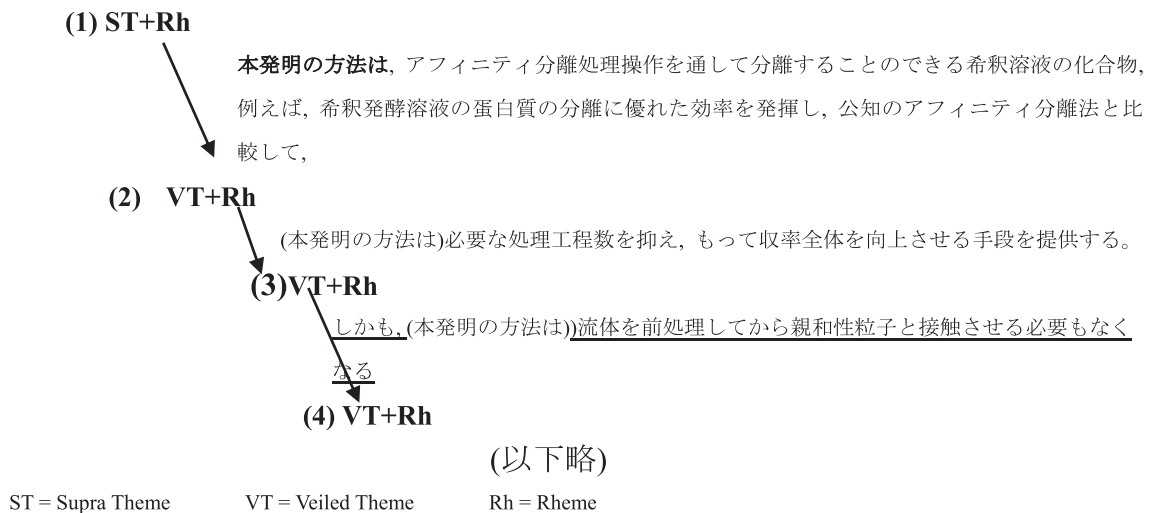 (1) ST+Rh
本発明の方法は, アフィニティ分離処理操作を通して分離することのできる希釈溶液の化合物,
例えば, 希釈発酵溶液の蛋白質の分離に優れた効率を発揮し, 公知のアフィニティ分離法と比
較して,
(2) VT+Rh
(本発明の方法は)必要な処理工程数を抑え, もって収率全体を向上させる手段を提供する。
(3)VT+Rh
しかも, (本発明の方法は))流体を前処理してから親和性粒子と接触させる必要もなく
なる
(4) VT+Rh
(以下略)
ST = Supra Theme VT = Veiled Theme Rh = Rheme